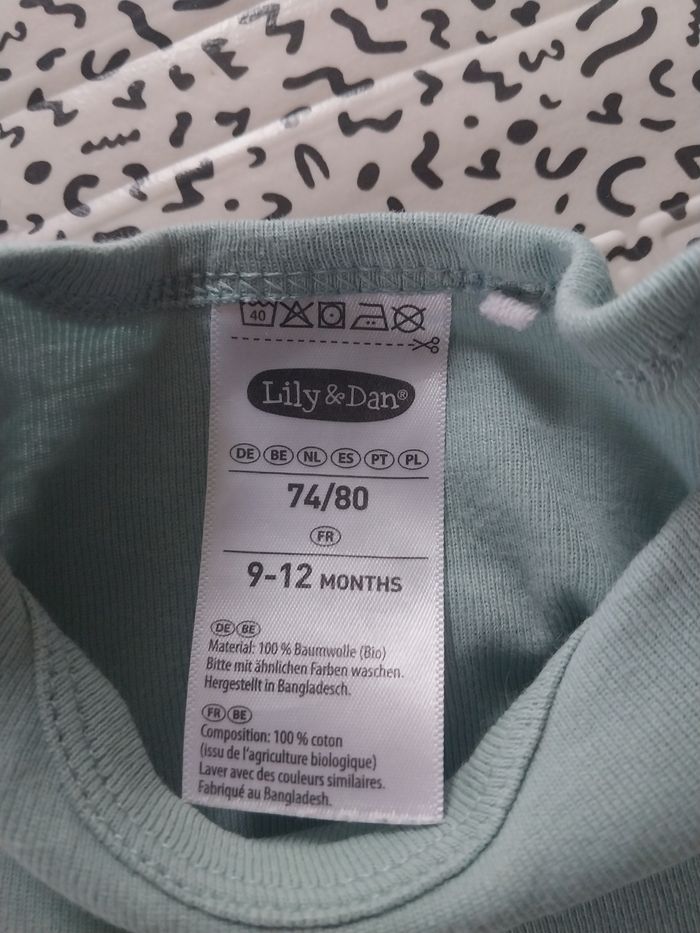 40
Lily & Dan®
DE BE NL ES PT PL
74/80
FR
9-12 MONTHS
DE BE
Material: 100 % Baumwolle (Bio)
Bitte mit ähnlichen Farben waschen.
Hergestellt in Bangladesch.
FR BE
Composition: 100 % coton
(issu de l'agriculture biologique)
Laver avec des couleurs similaires.
Fabriqué au Bangladesh.